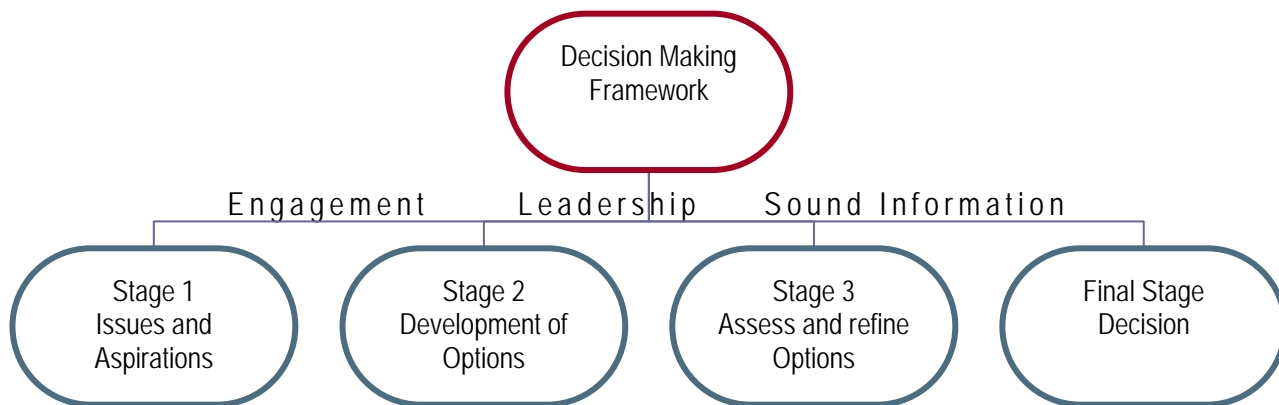 Decision Making
Framework
Engagement Leadership Sound Information
Stage 1
Issues and
Aspirations
Stage 2
Development of
Options
Stage 3
Assess and refine
Options
Final Stage
Decision